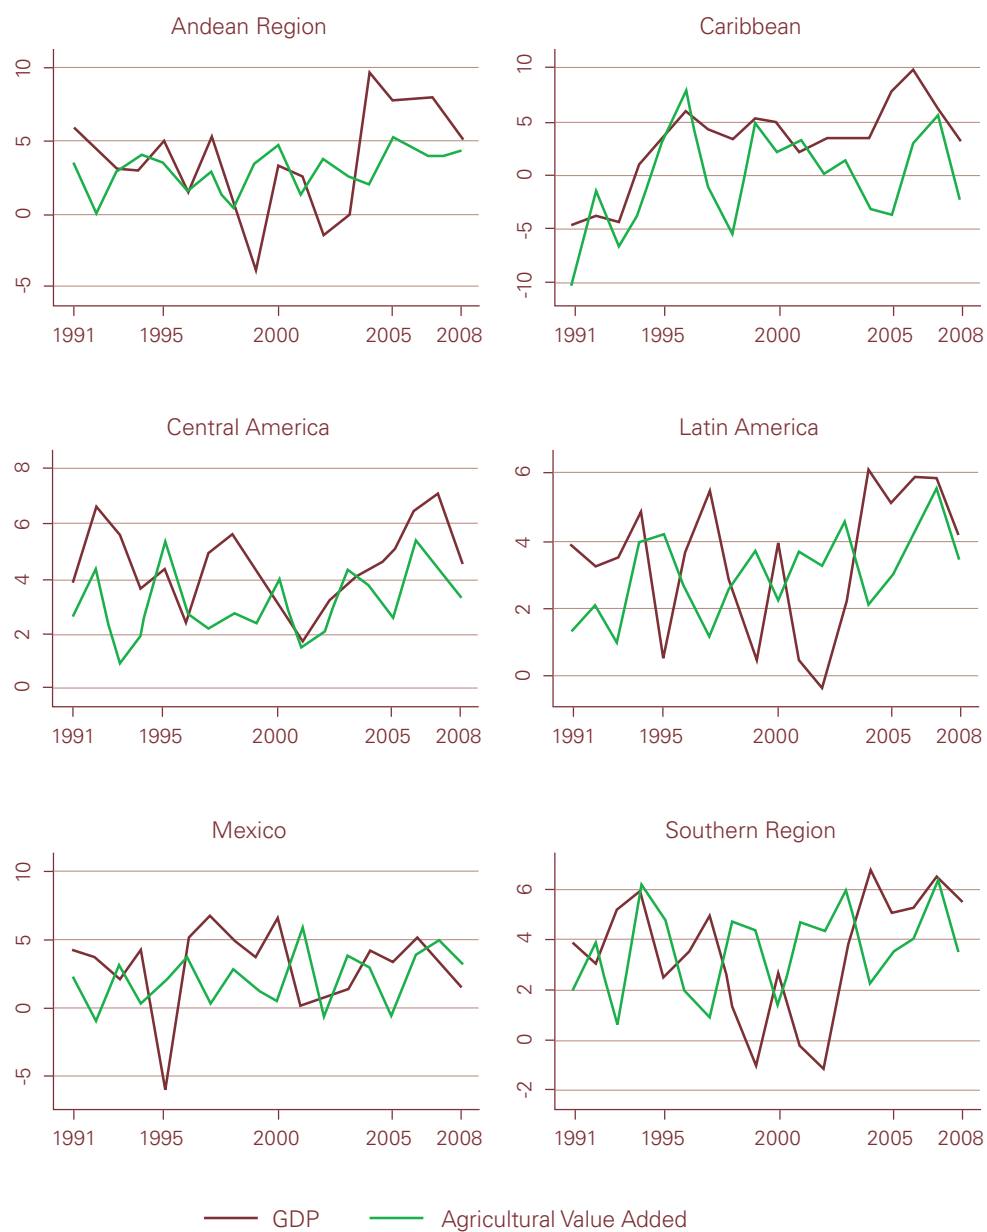 Andean Region
10
5
0
-5
1991 1995 2000 2005 2008
Caribbean
10
5
0
-5
-10
1991 1995 2000 2005 2008
Central America
8
6
4
2
0
1991 1995 2000 2005 2008
Latin America
6
4
2
0
1991 1995 2000 2005 2008
Mexico
10
5
0
-5
1991 1995 2000 2005 2008
Southern Region
6
4
2
0
-2
1991 1995 2000 2005 2008
GDP Agricultural Value Added